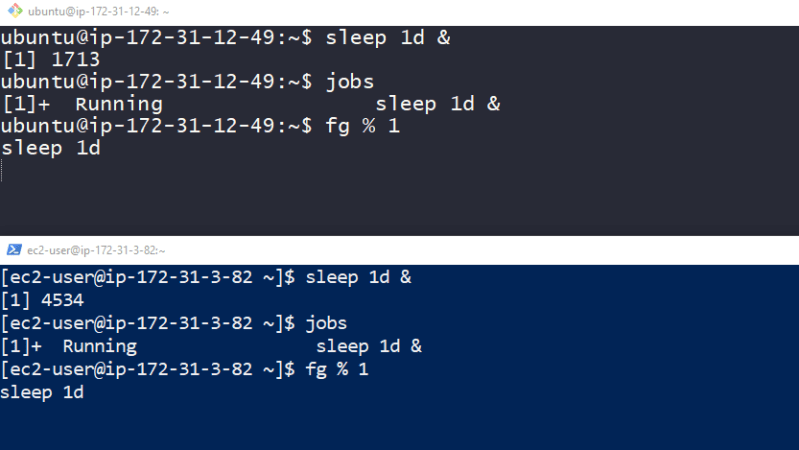 ubuntu@ip-172-31-12-49: ~
ubuntu@ip-172-31-12-49:~$ sleep 1d &
[1] 1713
ubuntu@ip-172-31-12-49:~$ jobs
[1]+  Running                 sleep 1d &
ubuntu@ip-172-31-12-49:~$ fg % 1
sleep 1d
ec2-user@ip-172-31-3-82:~
[ec2-user@ip-172-31-3-82 ~]$ sleep 1d &
[1] 4534
[ec2-user@ip-172-31-3-82 ~]$ jobs
[1]+  Running                 sleep 1d &
[ec2-user@ip-172-31-3-82 ~]$ fg % 1
sleep 1d